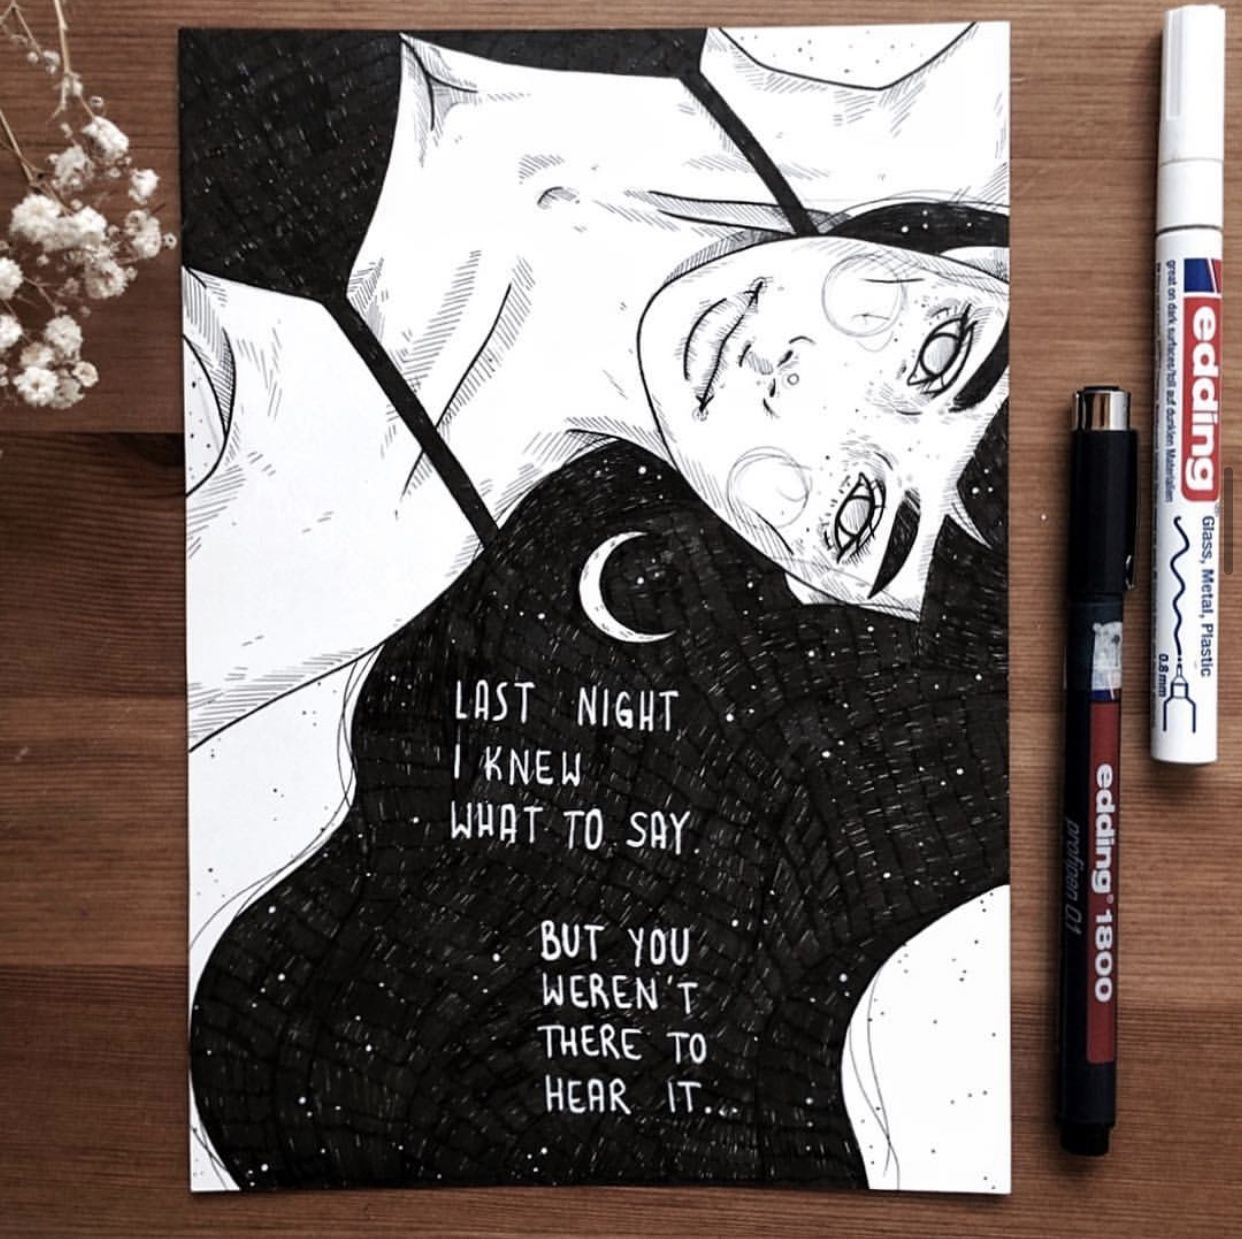 edding
Glass, Metal, Plastic
great on dark surfaces/toll auf dunklen Materialien
0.8 mm
edding® 1800
profipen 0.1
LAST NIGHT
I KNEW
WHAT TO SAY.
BUT YOU
WEREN'T
THERE TO
HEAR IT...